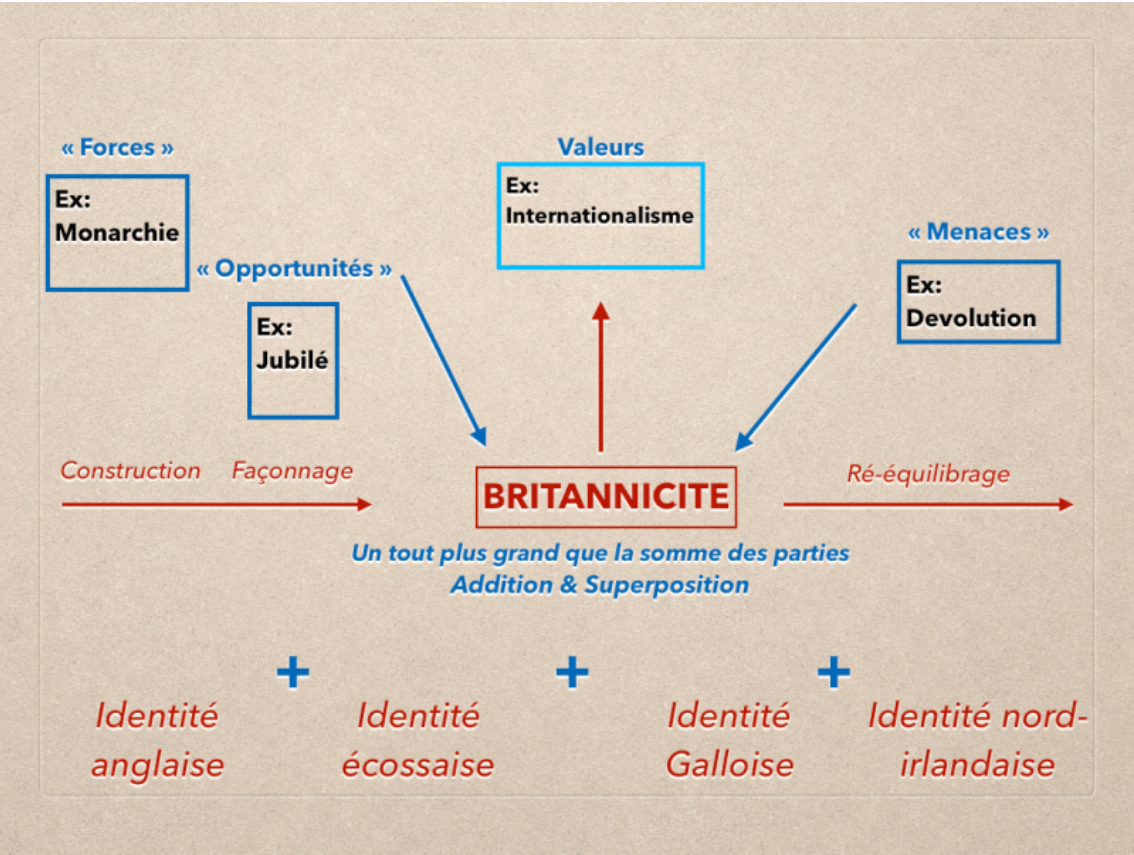 « Forces »
Ex:
Monarchie
« Opportunités »
Ex:
Jubilé
Valeurs
Ex:
Internationalisme
« Menaces »
Ex:
Devolution
Construction Façonnage
BRITANNICITE
Ré-équilibrage
Un tout plus grand que la somme des parties
Addition & Superposition
+ + +
Identité
anglaise
Identité
écossaise
Identité
Galloise
Identité nord-
irlandaise